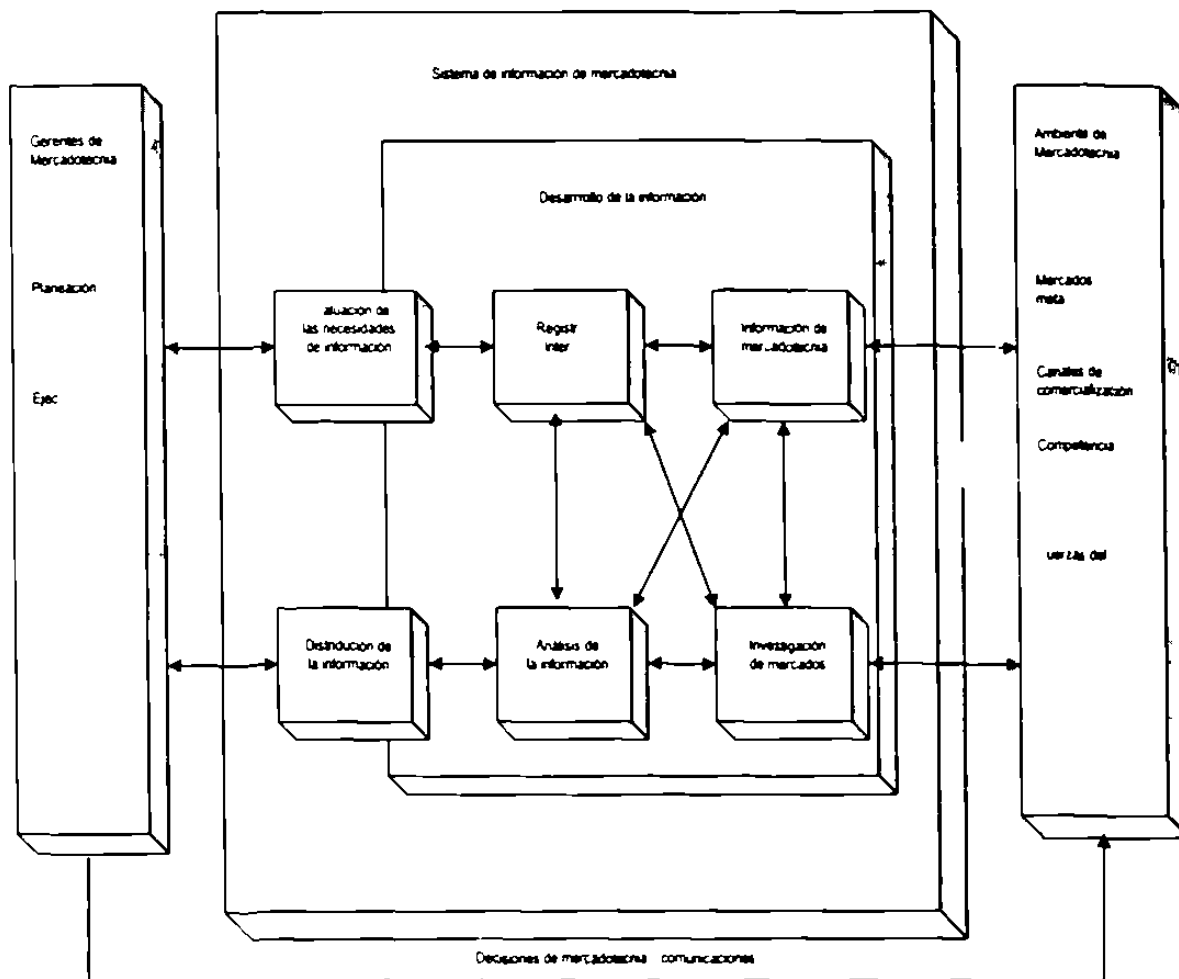 Sistema de información de mercadotecnia
Gerentes de
Mercadotecnia
Planeación
Ejec
Desarrollo de la información
aluación de
las necesidades
de información
Registr
inter
Información de
mercadotecnia
Distribución de
la información
Análisis de
la información
Investigación
de mercados
Ambiente de
Mercadotecnia
Mercados
meta
Canales de
comercialización
Competencia
uerzas del
Decisiones de mercadotecnia comunicaciones